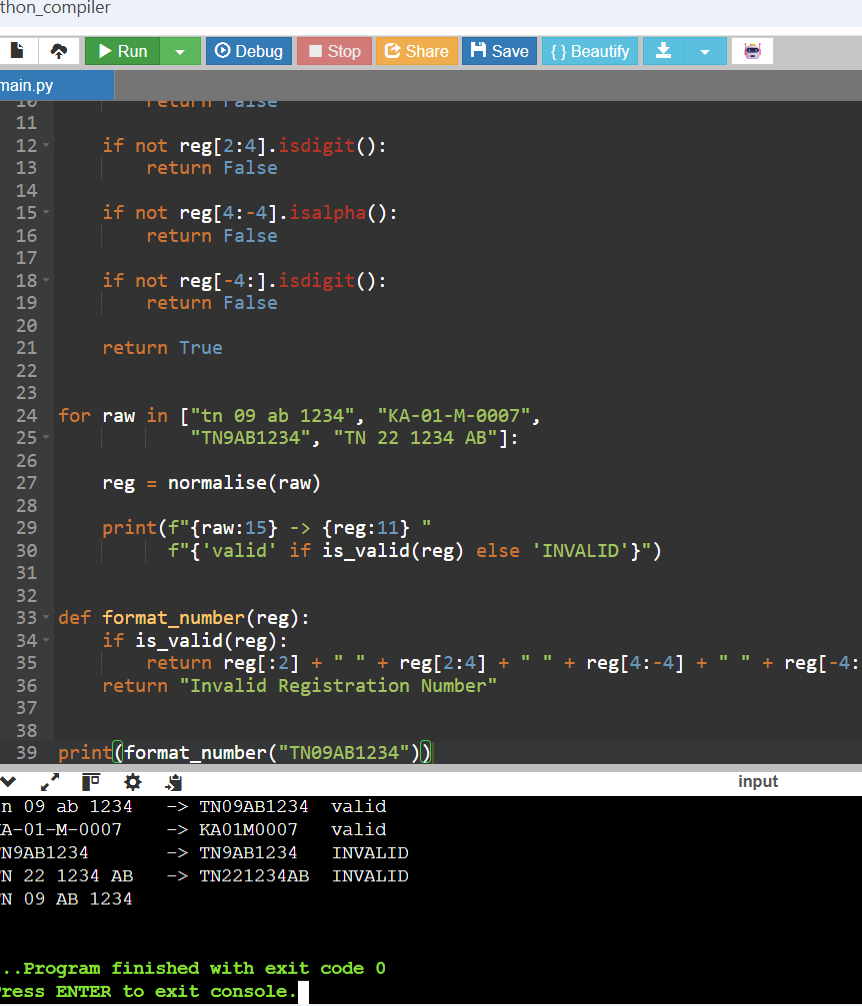 thon_compiler
Run Debug Stop Share Save { } Beautify
main.py
10 return False
11
12 if not reg[2:4].isdigit():
13 return False
14
15 if not reg[4:-4].isalpha():
16 return False
17
18 if not reg[-4:].isdigit():
19 return False
20
21 return True
22
23
24 for raw in ["tn 09 ab 1234", "KA-01-M-0007",
25 "TN9AB1234", "TN 22 1234 AB"]:
26
27 reg = normalise(raw)
28
29 print(f"{raw:15} -> {reg:11} "
30 f"{'valid' if is_valid(reg) else 'INVALID'}")
31
32
33 def format_number(reg):
34 if is_valid(reg):
35 return reg[:2] + " " + reg[2:4] + " " + reg[4:-4] + " " + reg[-4:
36 return "Invalid Registration Number"
37
38
39 print(format_number("TN09AB1234"))
input
n 09 ab 1234 -> TN09AB1234 valid
A-01-M-0007 -> KA01M0007 valid
N9AB1234 -> TN9AB1234 INVALID
N 22 1234 AB -> TN221234AB INVALID
N 09 AB 1234
..Program finished with exit code 0
ress ENTER to exit console.